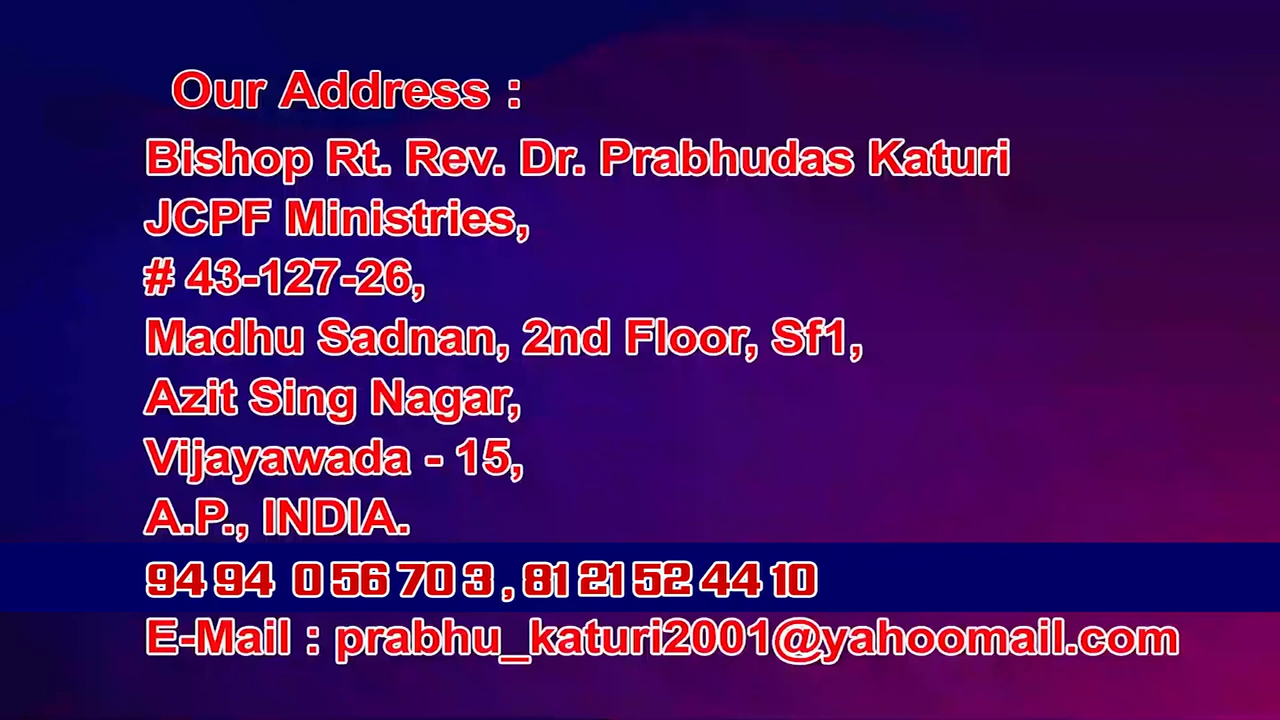 Our Address :
Bishop Rt. Rev. Dr. Prabhudas Katuri
JCPF Ministries,
# 43-127-26,
Madhu Sadnan, 2nd Floor, Sf1,
Azit Sing Nagar,
Vijayawada - 15,
A.P., INDIA.
94 94 0 56 70 3 , 81 21 52 44 10
E-Mail : prabhu_katuri2001@yahoomail.com